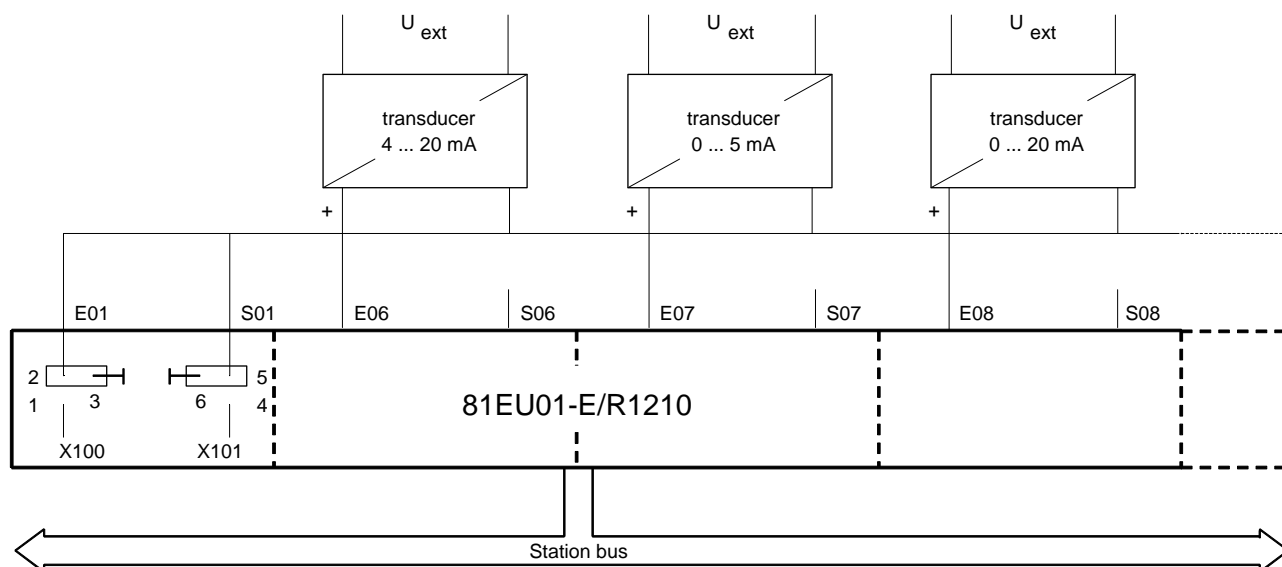 U ext U ext U ext
transducer transducer transducer
4 ... 20 mA 0 ... 5 mA 0 ... 20 mA
+ + +
E01 S01 E06 S06 E07 S07 E08 S08
2 5
1 3 6 4
81EU01-E/R1210
X100 X101
Station bus